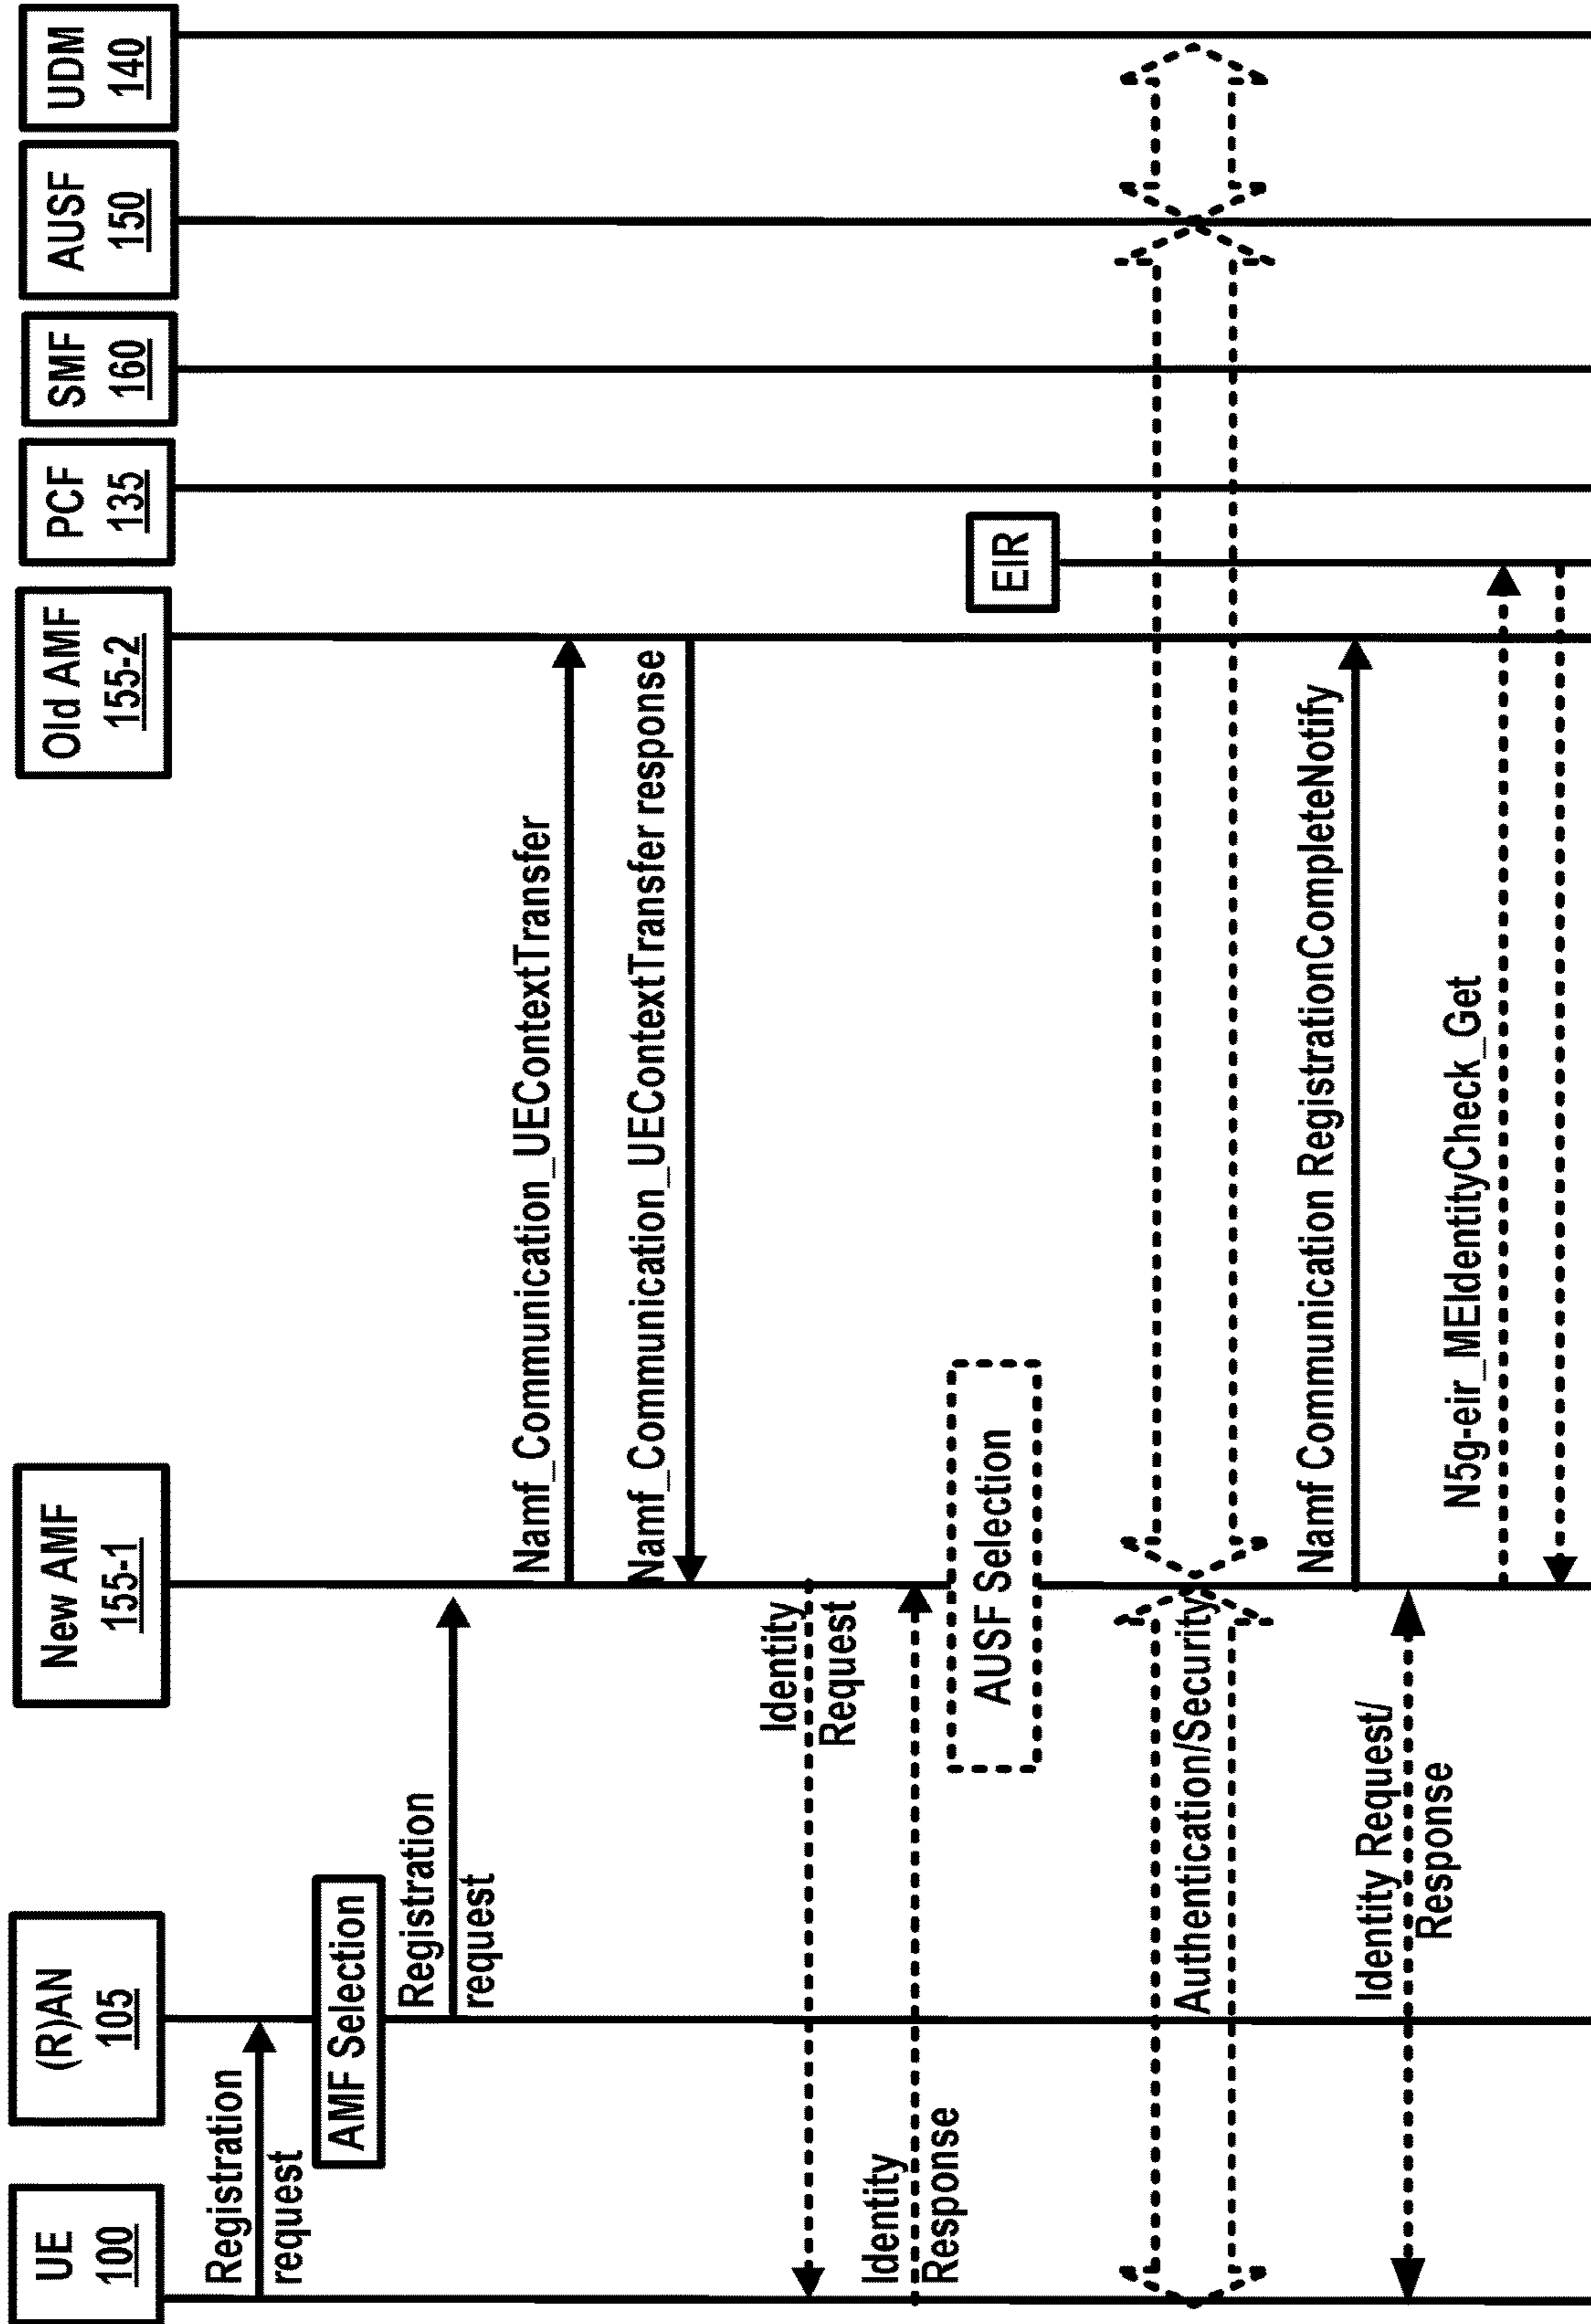 UE
100
(R)AN
105
New AMF
155-1
Old AMF
155-2
PCF
135
SMF
160
AUSF
150
UDM
140
Registration
request
AMF Selection
Registration
request
Namf_Communication_UEContextTransfer
Namf_Communication_UEContextTransfer response
Identity
Request
Identity
Response
AUSF Selection
EIR
Authentication/Security
Namf Communication RegistrationCompleteNotify
Identity Request/
Response
N5g-eir_MEIdentityCheck_Get